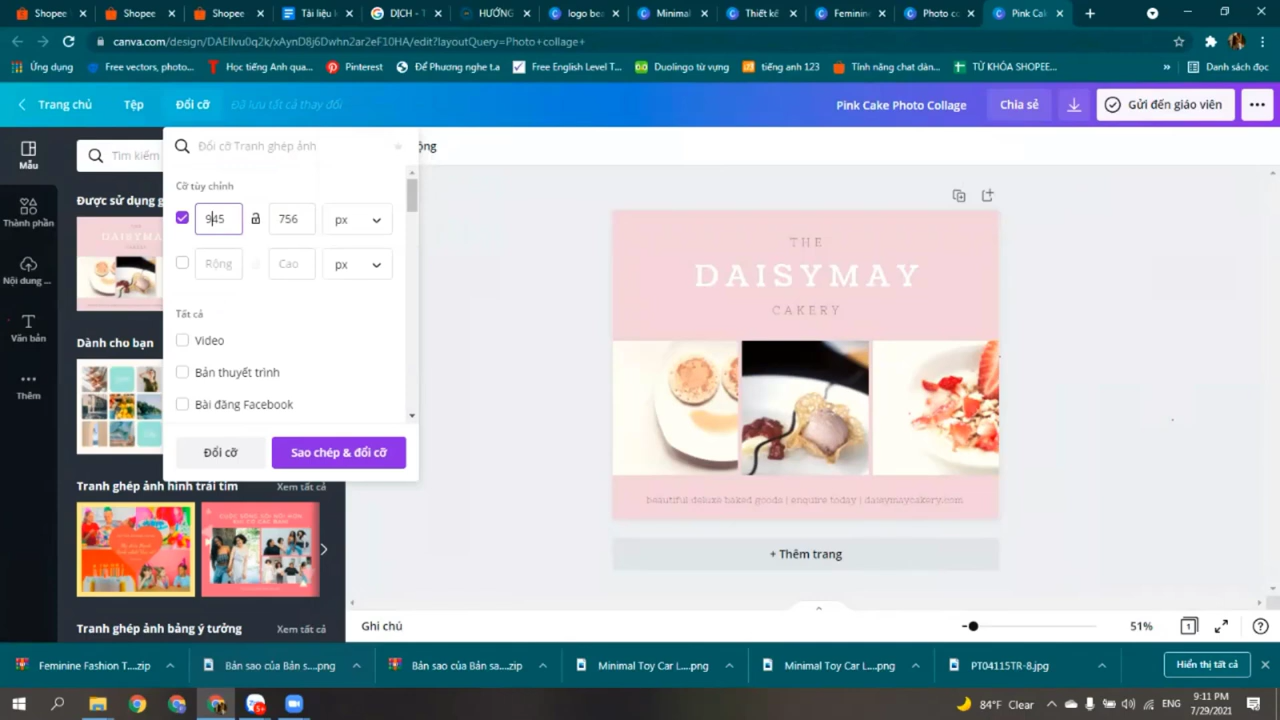 Shopee
Shopee
Shopee
Tài liệu l
DỊCH - T
HƯỚNG
logo bea
Minimal
Thiết kế
Feminin
Photo co
Pink Cak
canva.com/design/DAEllvu0q2k/xAynD8j6Dwhn2ar2eF10HA/edit?layoutQuery=Photo+collage+
Ứng dụng
Free vectors, photo...
Học tiếng Anh qua...
Pinterest
Để Phương nghe t.a
Free English Level T...
Duolingo từ vựng
tiếng anh 123
Tính năng chat dàn...
TỪ KHÓA SHOPEE...
»
Danh sách đọc
Trang chủ
Tệp
Đổi cỡ
Đã lưu tất cả thay đổi
Pink Cake Photo Collage
Chia sẻ
Gửi đến giáo viên
Mẫu
Thành phần
Nội dung ...
Văn bản
Thêm
Tìm kiếm
Được sử dụng g
Dành cho bạn
Tranh ghép ảnh hình trái tim
Xem tất cả
Tranh ghép ảnh bảng ý tưởng
Xem tất cả
Đổi cỡ Tranh ghép ảnh
Cỡ tùy chỉnh
945
756
px
Rộng
Cao
px
Tất cả
Video
Bản thuyết trình
Bài đăng Facebook
Đổi cỡ
Sao chép & đổi cỡ
ộng
THE
DAISYMAY
CAKERY
beautiful deluxe baked goods | enquire today | daisymaycakery.com
+ Thêm trang
Ghi chú
51%
1
Feminine Fashion T....zip
Bản sao của Bản s....png
Bản sao của Bản sa....zip
Minimal Toy Car L....png
Minimal Toy Car L....png
PT04115TR-8.jpg
Hiển thị tất cả
84°F Clear
ENG
9:11 PM
7/29/2021